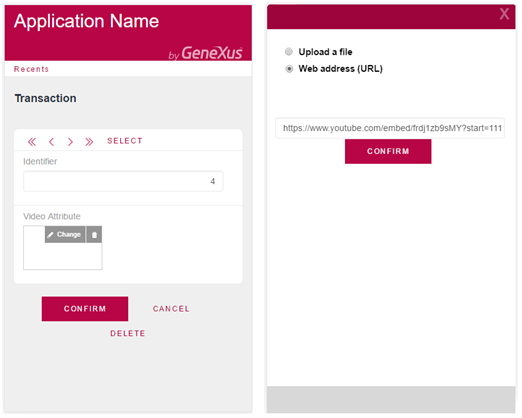 Application Name
by GeneXus
Recents
Transaction
SELECT
Identifier
4
Video Attribute
Change
CONFIRM CANCEL
DELETE
X
Upload a file
Web address (URL)
https://www.youtube.com/embed/frdj1zb9sMY?start=111
CONFIRM